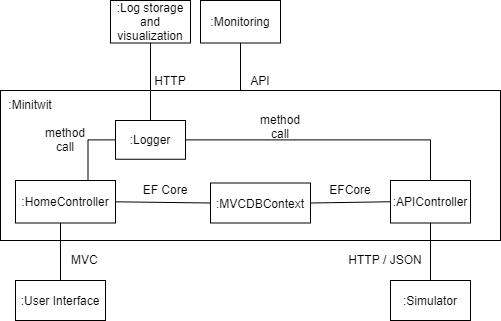 :Log storage
and
visualization
:Monitoring
HTTP
API
:Minitwit
method
call
:Logger
method
call
:HomeController
EF Core
:MVCDBContext
EFCore
:APIController
MVC
HTTP / JSON
:User Interface
:Simulator